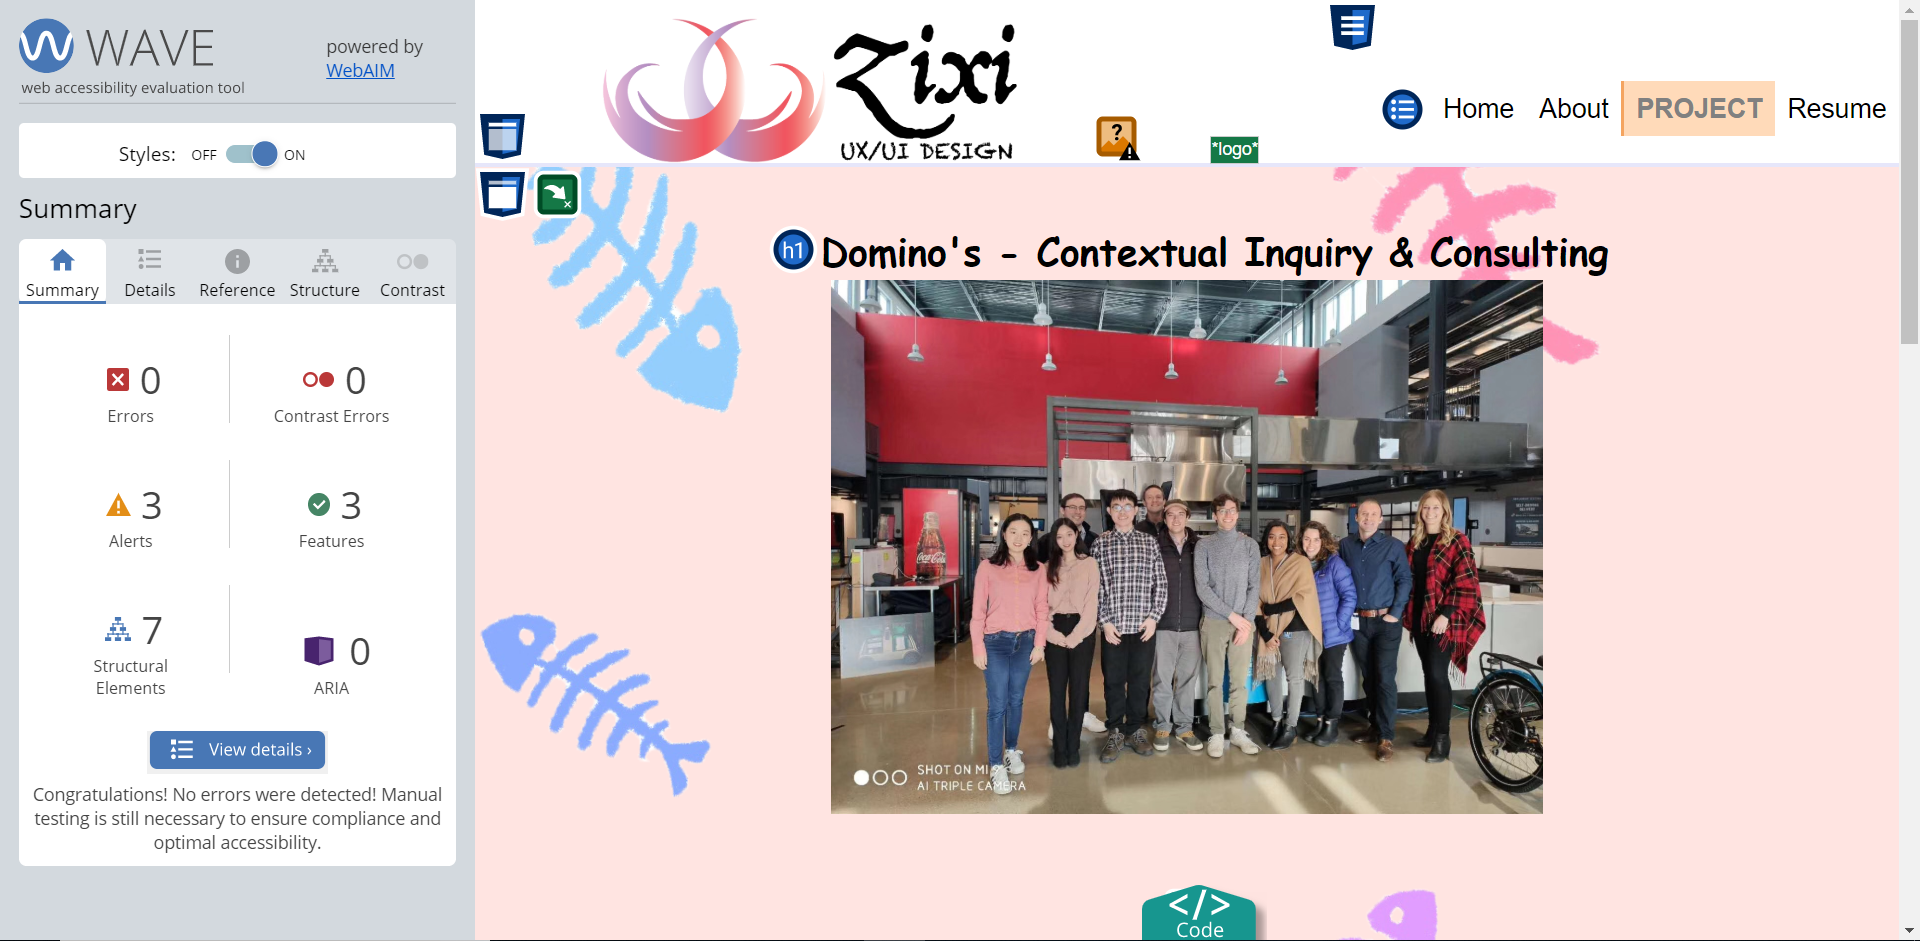 WAVE
powered by
WebAIM
web accessibility evaluation tool
Styles: OFF ON
Summary
Summary Details Reference Structure Contrast
0
Errors
0
Contrast Errors
3
Alerts
3
Features
7
Structural
Elements
0
ARIA
View details ›
Congratulations! No errors were detected! Manual
testing is still necessary to ensure compliance and
optimal accessibility.
Zixi
UX/UI DESIGN
?
*logo*
Home About PROJECT Resume
h1 Domino's - Contextual Inquiry & Consulting
Coca-Cola
SHOT ON MI 9
AI TRIPLE CAMERA
</>
Code